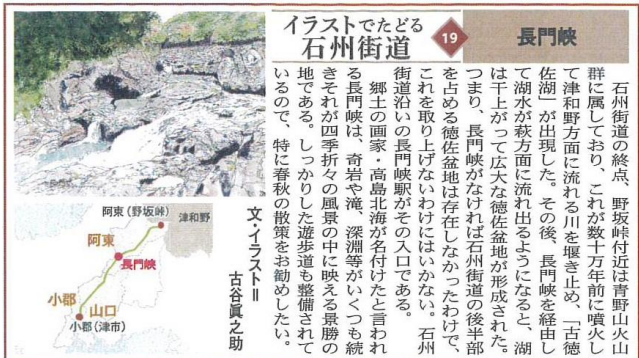 イラストでたどる
石州街道
19
長門峡
石州街道の終点、野坂峠付近は青野山火山
群に属しており、これが数十万年前に噴火し
て津和野方面に流れる川を堰き止め、「古徳
佐湖」が出現した。その後、長門峡を経由し
て湖水が萩方面に流れ出るようになると、湖
は干上がって広大な徳佐盆地が形成された。
つまり、長門峡がなければ石州街道の後半部
を占める徳佐盆地は存在しなかったわけで、
これを取り上げないわけにはいかない。石州
街道沿いの長門峡駅がその入口である。
郷土の画家・高島北海が名付けたと言われ
る長門峡は、奇岩や滝、深淵等がいくつも続
きそれが四季折々の風景の中に映える景勝の
地である。しっかりした遊歩道も整備されて
いるので、特に春秋の散策をお勧めしたい。
文・イラスト＝
古谷眞之助
阿東（野坂峠）
津和野
阿東
長門峡
小郡
山口
小郡（津市）